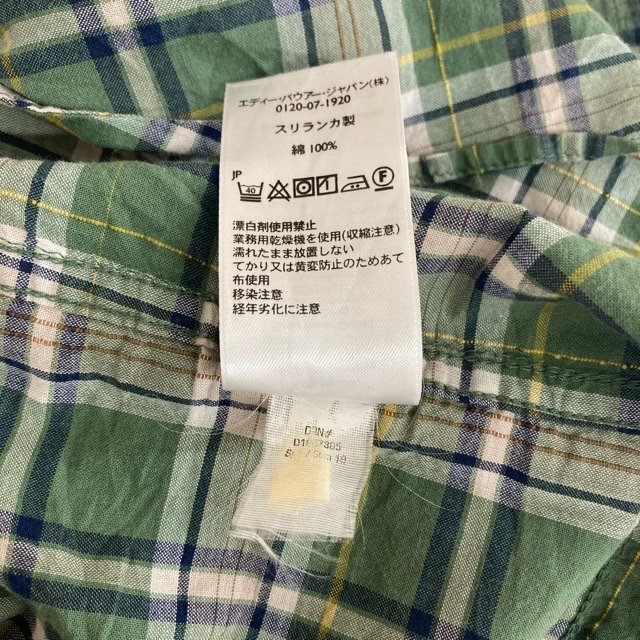 エディー・バウアー・ジャパン(株)
0120-07-1920
スリランカ製
綿 100%
JP
40 F
漂白剤使用禁止
業務用乾燥機を使用(収縮注意)
濡れたまま放置しない
てかり又は黄変防止のためあて
布使用
移染注意
経年劣化に注意